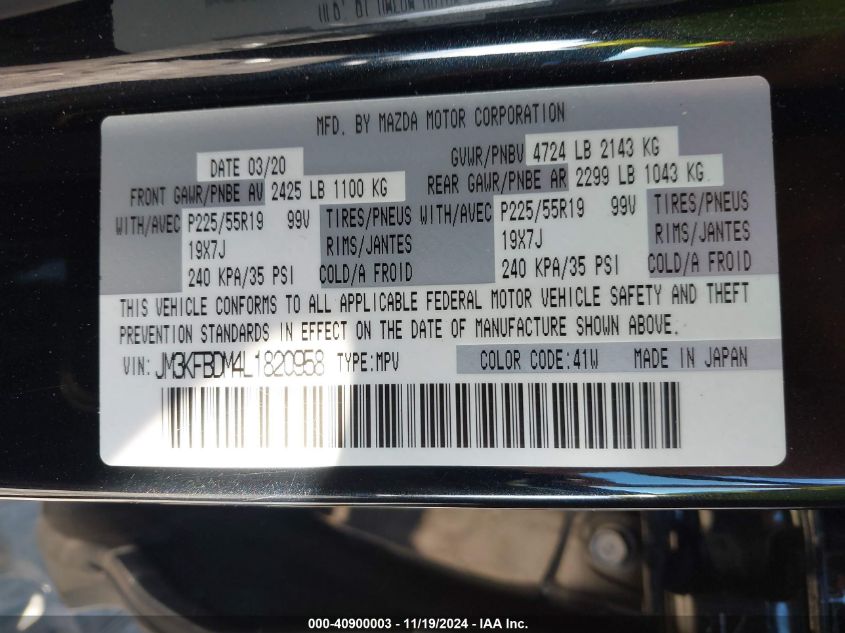 MFD. BY MAZDA MOTOR CORPORATION
DATE 03/20 GVWR/PNBV 4724 LB 2143 KG
FRONT GAWR/PNBE AV 2425 LB 1100 KG REAR GAWR/PNBE AR 2299 LB 1043 KG
WITH/AVEC P225/55R19 99V TIRES/PNEUS WITH/AVEC P225/55R19 99V TIRES/PNEUS
19X7J RIMS/JANTES 19X7J RIMS/JANTES
240 KPA/35 PSI COLD/A FROID 240 KPA/35 PSI COLD/A FROID
THIS VEHICLE CONFORMS TO ALL APPLICABLE FEDERAL MOTOR VEHICLE SAFETY AND THEFT
PREVENTION STANDARDS IN EFFECT ON THE DATE OF MANUFACTURE SHOWN ABOVE.
VIN: JM3KFBDM4L1820958 TYPE:MPV COLOR CODE:41W MADE IN JAPAN
000-40900003 - 11/19/2024 - IAA Inc.